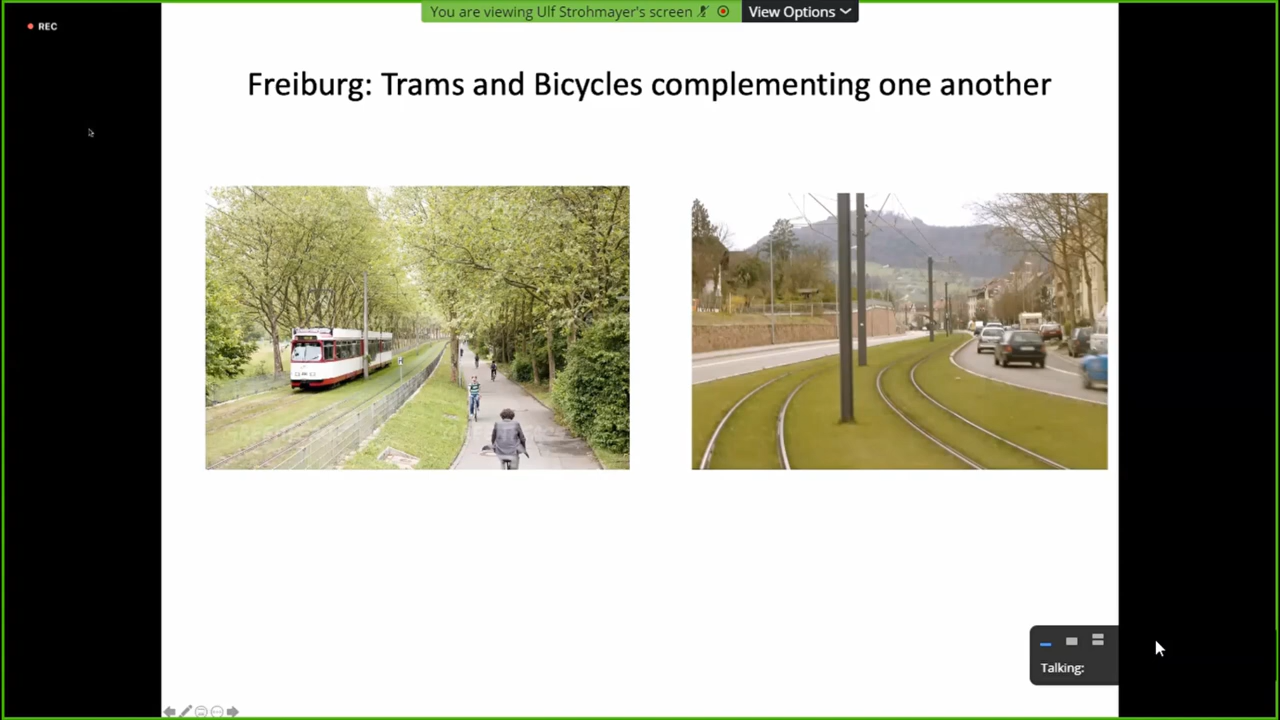 REC
You are viewing Ulf Strohmayer's screen
View Options
Freiburg: Trams and Bicycles complementing one another
Talking: